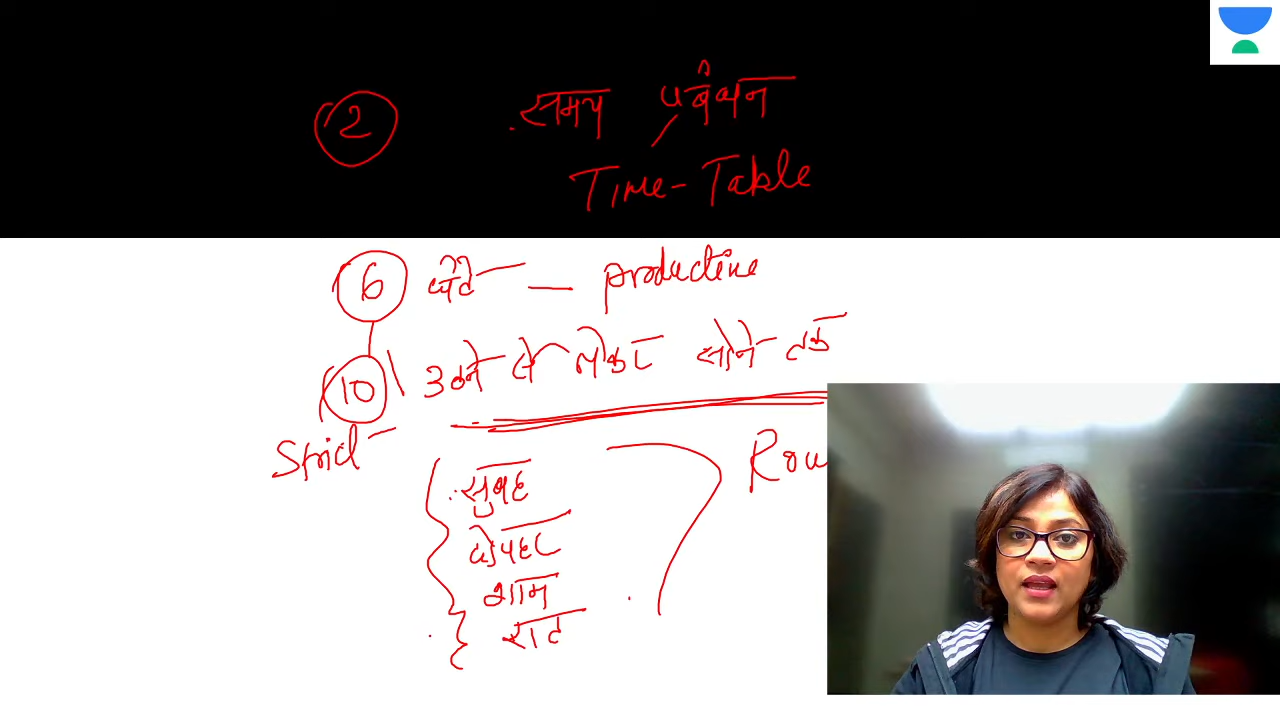 2 समय प्रबंधन
Time-Table
6 घंटे — productive
10 उठने से लेकर सोने तक
Strict
Rou
सुबह
दोपहर
शाम
रात